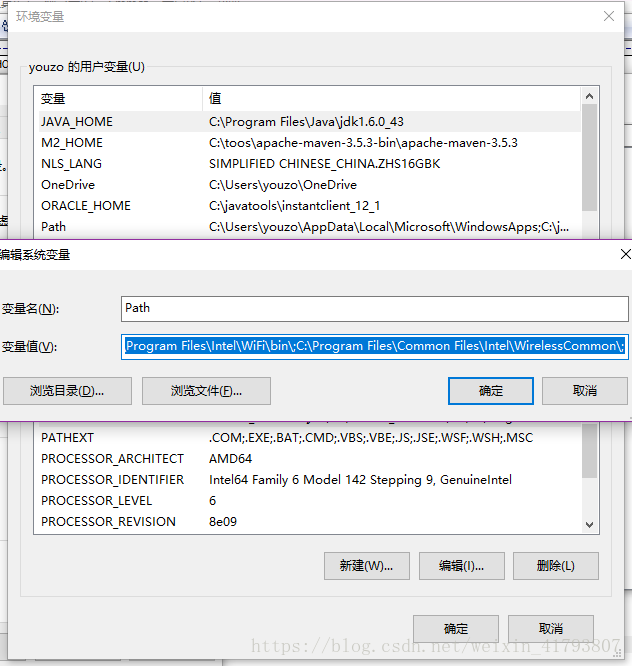 环境变量
youzo 的用户变量(U)
变量 值
JAVA_HOME C:\Program Files\Java\jdk1.6.0_43
M2_HOME C:\toos\apache-maven-3.5.3-bin\apache-maven-3.5.3
NLS_LANG SIMPLIFIED CHINESE_CHINA.ZHS16GBK
OneDrive C:\Users\youzo\OneDrive
ORACLE_HOME C:\javatools\instantclient_12_1
Path C:\Users\youzo\AppData\Local\Microsoft\WindowsApps;C:\j...
编辑系统变量
变量名(N): Path
变量值(V): Program Files\Intel\WiFi\bin\;C:\Program Files\Common Files\Intel\WirelessCommon\;
浏览目录(D)... 浏览文件(F)... 确定 取消
PATHEXT .COM;.EXE;.BAT;.CMD;.VBS;.VBE;.JS;.JSE;.WSF;.WSH;.MSC
PROCESSOR_ARCHITECT AMD64
PROCESSOR_IDENTIFIER Intel64 Family 6 Model 142 Stepping 9, GenuineIntel
PROCESSOR_LEVEL 6
PROCESSOR_REVISION 8e09
新建(W)... 编辑(I)... 删除(L)
确定 取消
https://blog.csdn.net/weixin_41793807